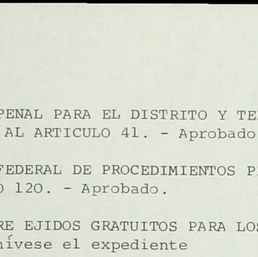 PENAL PARA EL DISTRITO Y TE
AL ARTICULO 41. - Aprobado
FEDERAL DE PROCEDIMIENTOS P
O 120. - Aprobado.
RE EJIDOS GRATUITOS PARA LOS
hívese el expediente